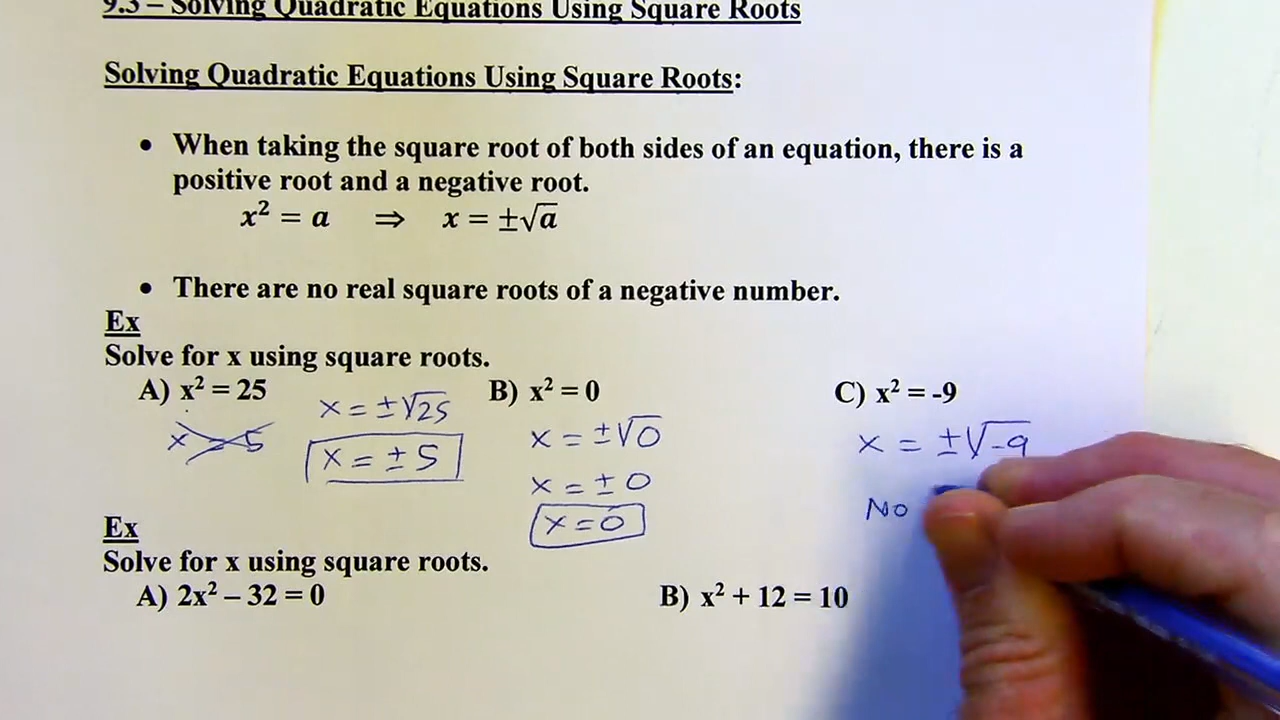 9.3 – Solving Quadratic Equations Using Square Roots
Solving Quadratic Equations Using Square Roots:
• When taking the square root of both sides of an equation, there is a
positive root and a negative root.
x² = a ⇒ x = ±√a
• There are no real square roots of a negative number.
Ex
Solve for x using square roots.
A) x² = 25 B) x² = 0 C) x² = -9
x = ±√25
x = 5
x = ±5
x = ±√0
x = ±0
x = 0
x = ±√-9
No
Ex
Solve for x using square roots.
A) 2x² – 32 = 0 B) x² + 12 = 10